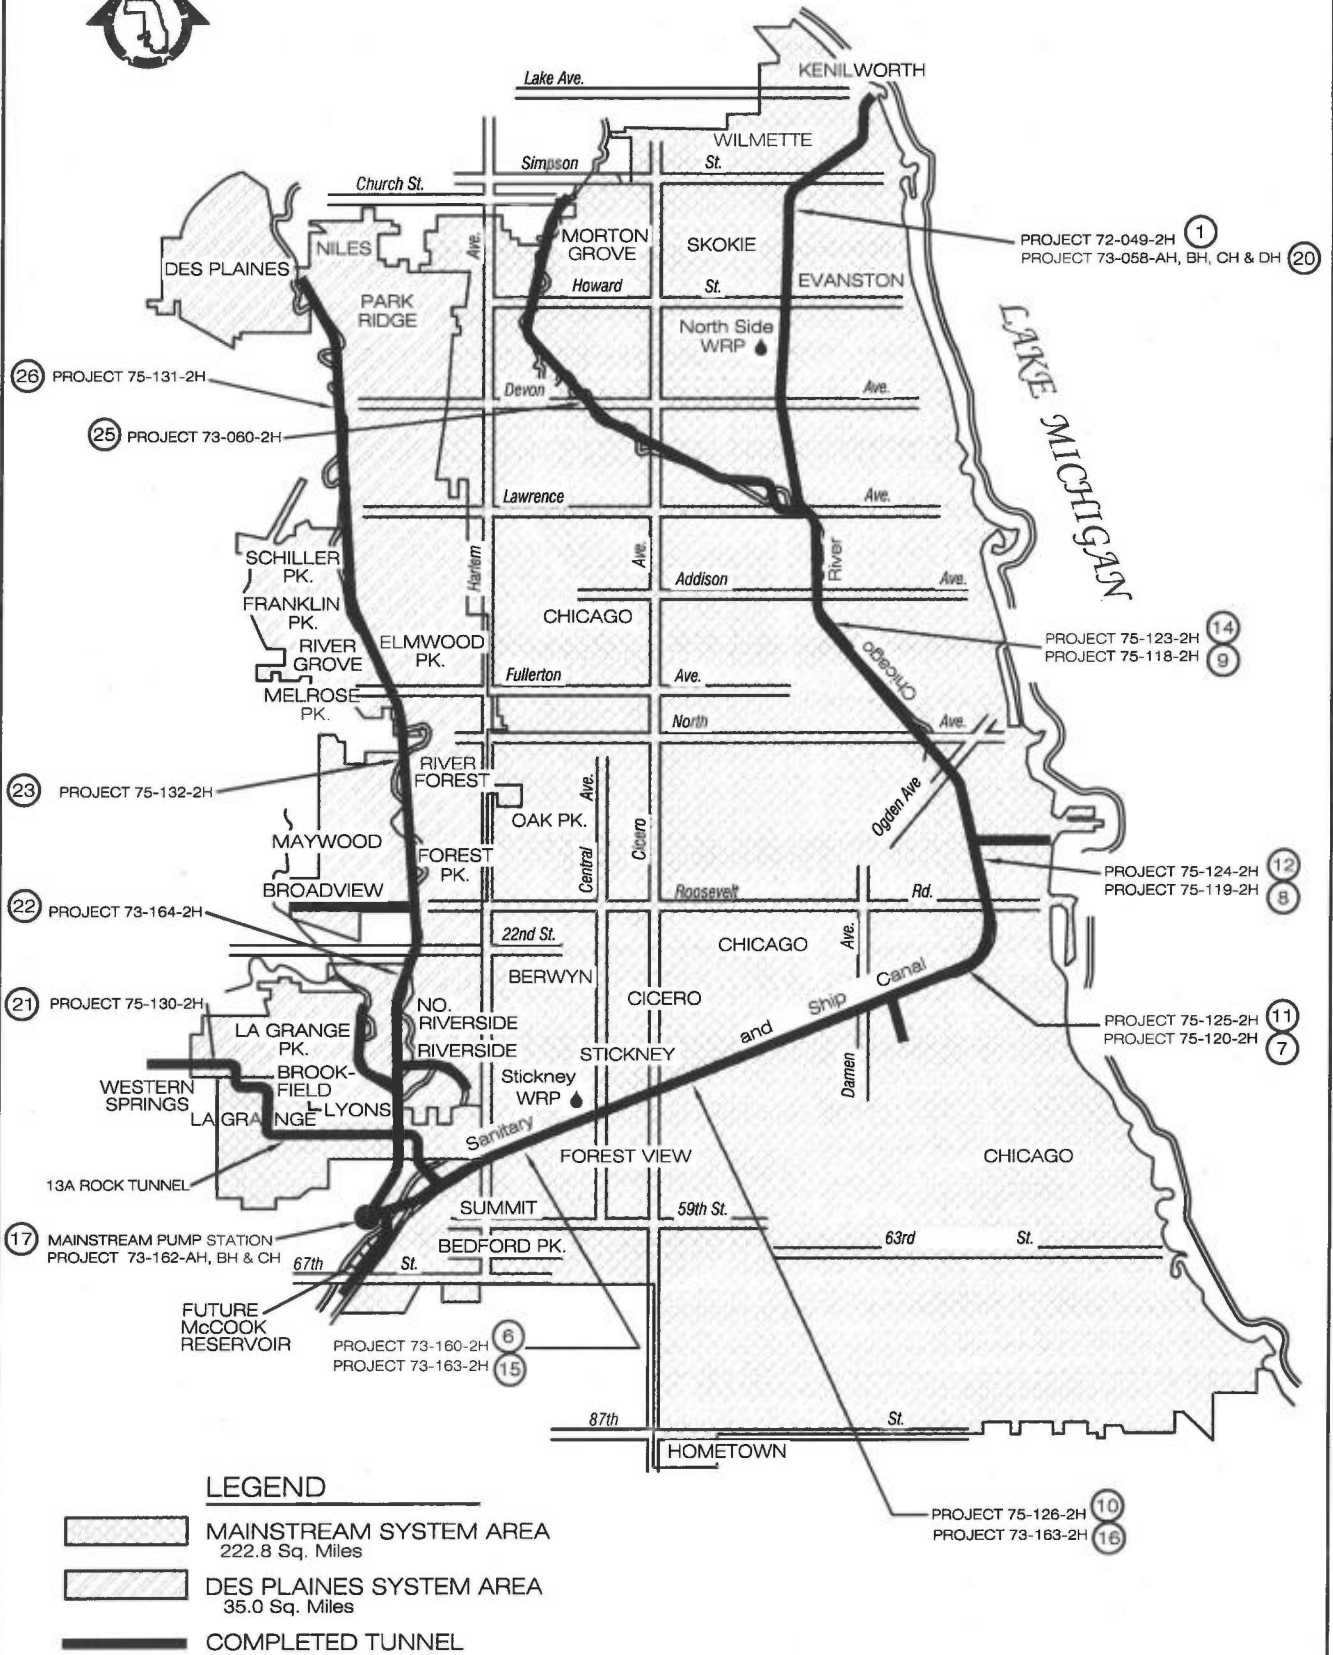 KENILWORTH
Lake Ave.
WILMETTE
Simpson St.
Church St.
Ave.
MORTON
GROVE
SKOKIE
NILES
DES PLAINES
PARK
RIDGE
Howard St.
EVANSTON
PROJECT 72-049-2H 1
PROJECT 73-058-AH, BH, CH & DH 20
North Side
WRP
LAKE MICHIGAN
26 PROJECT 75-131-2H
Devon Ave.
25 PROJECT 73-060-2H
Lawrence Ave.
Harlem
Ave.
River
SCHILLER
PK.
Addison Ave.
FRANKLIN
PK.
CHICAGO
RIVER
GROVE
ELMWOOD
PK.
PROJECT 75-123-2H 14
PROJECT 75-118-2H 9
Chicago
Fullerton Ave.
MELROSE
PK.
North Ave.
RIVER
FOREST
23 PROJECT 75-132-2H
Ave.
Ogden Ave
OAK PK.
Cicero
MAYWOOD
FOREST
PK.
Central
PROJECT 75-124-2H 12
PROJECT 75-119-2H 8
BROADVIEW
Roosevelt Rd.
22 PROJECT 73-164-2H
22nd St.
CHICAGO
Ave.
BERWYN
CICERO
Sanitary and Ship Canal
21 PROJECT 75-130-2H
NO.
RIVERSIDE
LA GRANGE
PK.
RIVERSIDE
PROJECT 75-125-2H 11
PROJECT 75-120-2H 7
STICKNEY
BROOK-
FIELD
Stickney
WRP
Damen
WESTERN
SPRINGS
LYONS
LA GRANGE
FOREST VIEW
CHICAGO
13A ROCK TUNNEL
SUMMIT
59th St.
17 MAINSTREAM PUMP STATION
PROJECT 73-162-AH, BH & CH
BEDFORD PK.
63rd St.
67th St.
FUTURE
McCOOK
RESERVOIR
PROJECT 73-160-2H 6
PROJECT 73-163-2H 15
87th St.
HOMETOWN
PROJECT 75-126-2H 10
PROJECT 73-163-2H 16
LEGEND
MAINSTREAM SYSTEM AREA
222.8 Sq. Miles
DES PLAINES SYSTEM AREA
35.0 Sq. Miles
COMPLETED TUNNEL